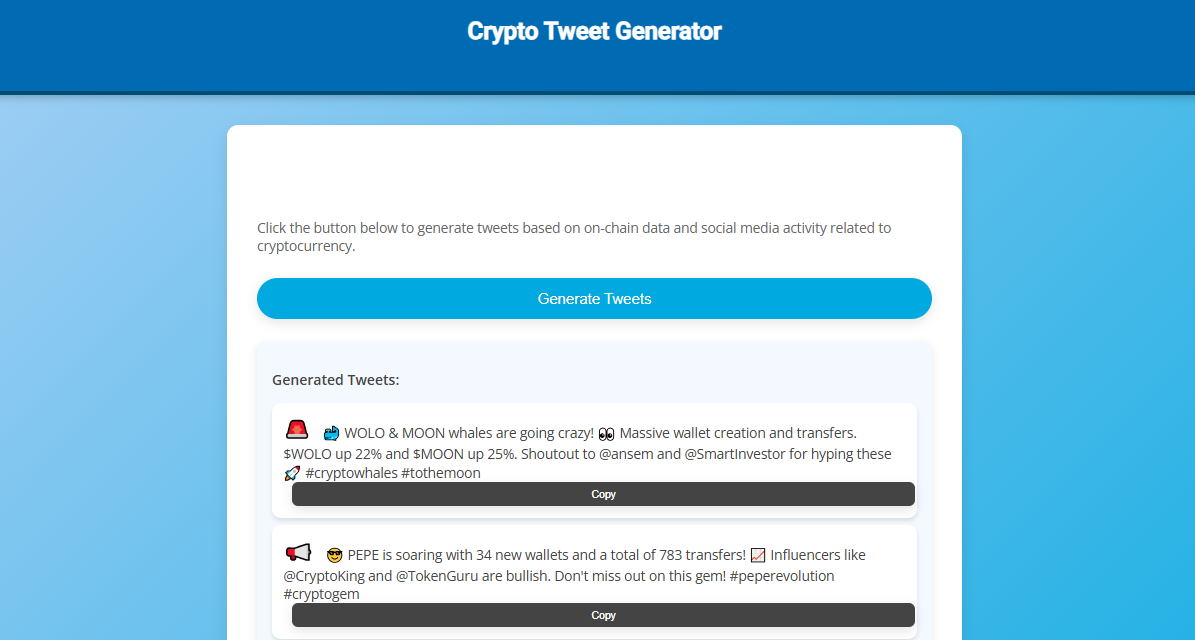 Crypto Tweet Generator
Click the button below to generate tweets based on on-chain data and social media activity related to
cryptocurrency.
Generate Tweets
Generated Tweets:
🚨 🐳 WOLO & MOON whales are going crazy! 👀 Massive wallet creation and transfers.
$WOLO up 22% and $MOON up 25%. Shoutout to @ansem and @SmartInvestor for hyping these
🚀 #cryptowhales #tothemoon
Copy
📢 😎 PEPE is soaring with 34 new wallets and a total of 783 transfers! 📈 Influencers like
@CryptoKing and @TokenGuru are bullish. Don't miss out on this gem! #peperevolution
#cryptogem
Copy